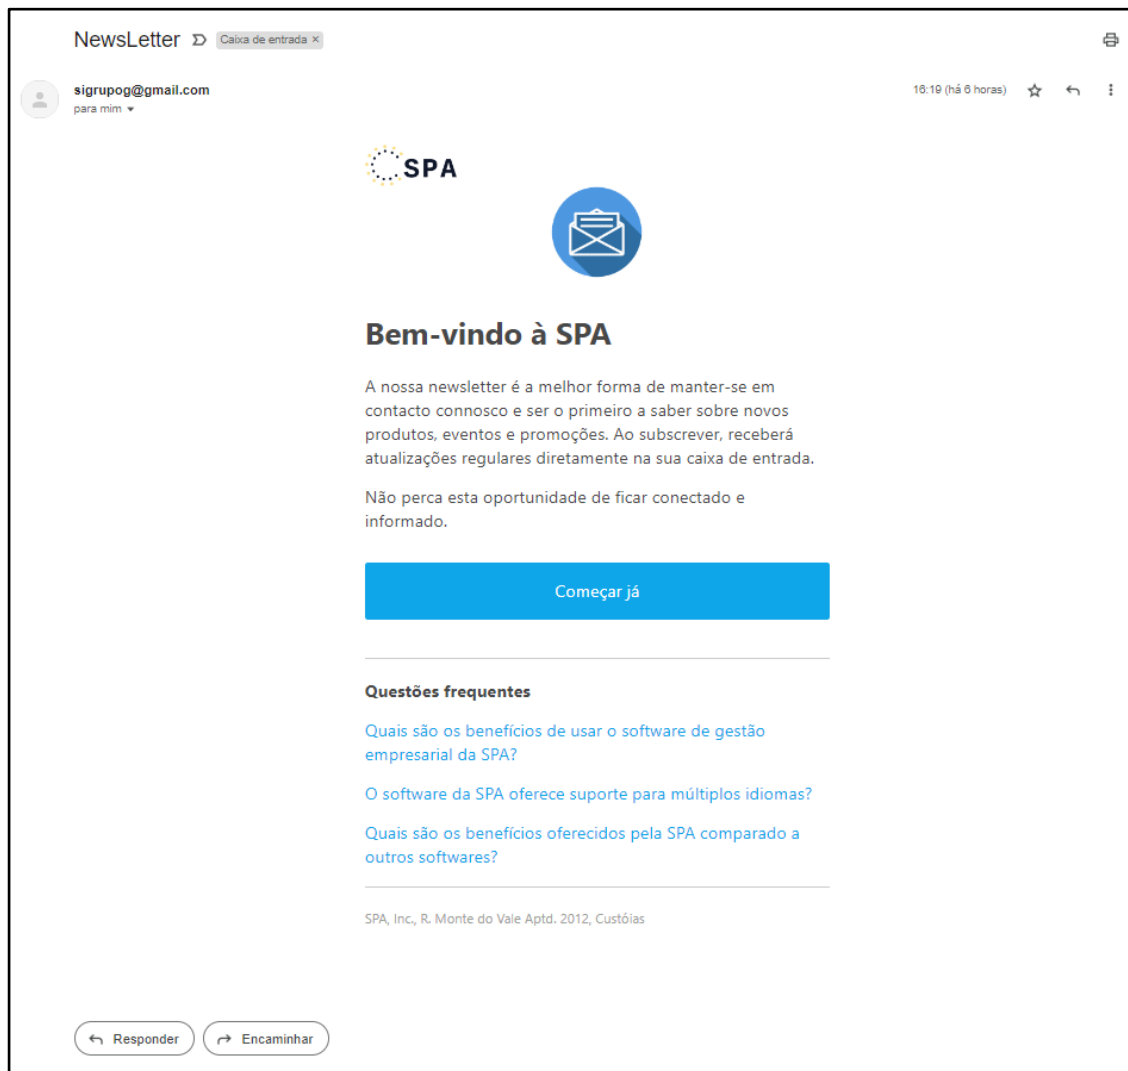 NewsLetter
Caixa de entrada ×
sigrupog@gmail.com
16:19 (há 6 horas)
para mim
SPA
Bem-vindo à SPA
A nossa newsletter é a melhor forma de manter-se em
contacto connosco e ser o primeiro a saber sobre novos
produtos, eventos e promoções. Ao subscrever, receberá
atualizações regulares diretamente na sua caixa de entrada.
Não perca esta oportunidade de ficar conectado e
informado.
Começar já
Questões frequentes
Quais são os benefícios de usar o software de gestão
empresarial da SPA?
O software da SPA oferece suporte para múltiplos idiomas?
Quais são os benefícios oferecidos pela SPA comparado a
outros softwares?
SPA, Inc., R. Monte do Vale Aptd. 2012, Custóias
Responder
Encaminhar